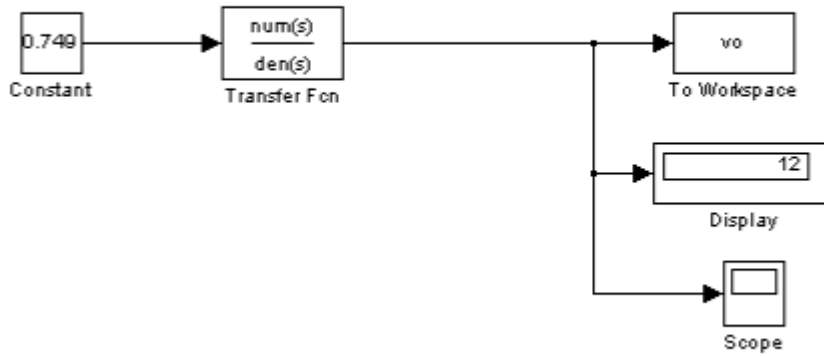 0.749
Constant
num(s)
den(s)
Transfer Fcn
vo
To Workspace
12
Display
Scope